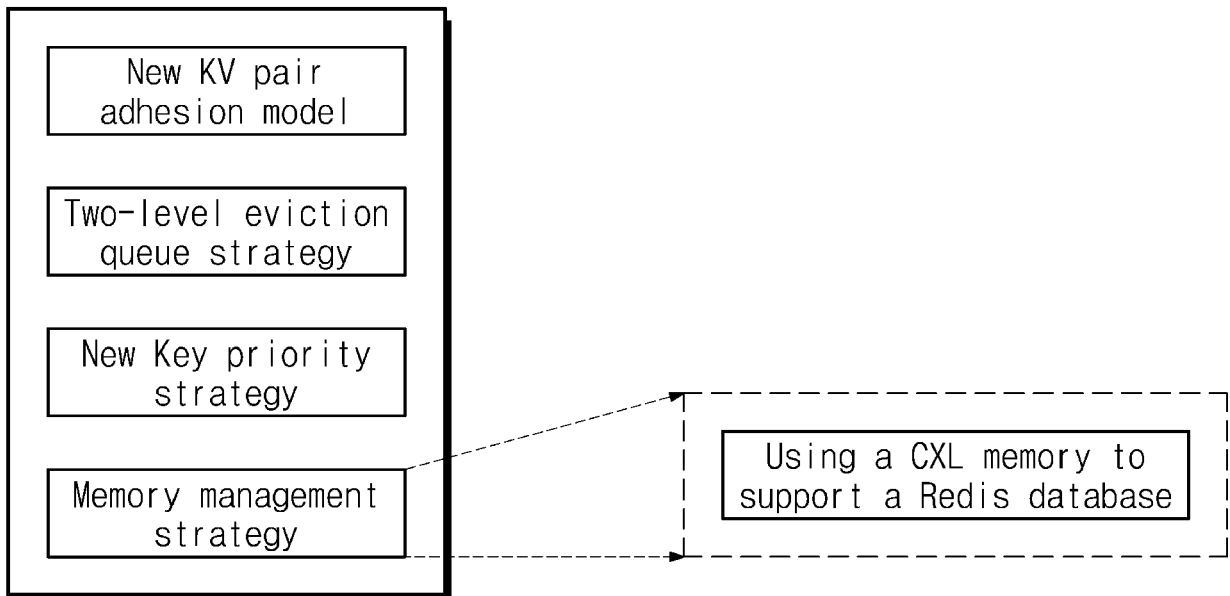 New KV pair
adhesion model
Two-level eviction
queue strategy
New Key priority
strategy
Memory management
strategy
Using a CXL memory to
support a Redis database